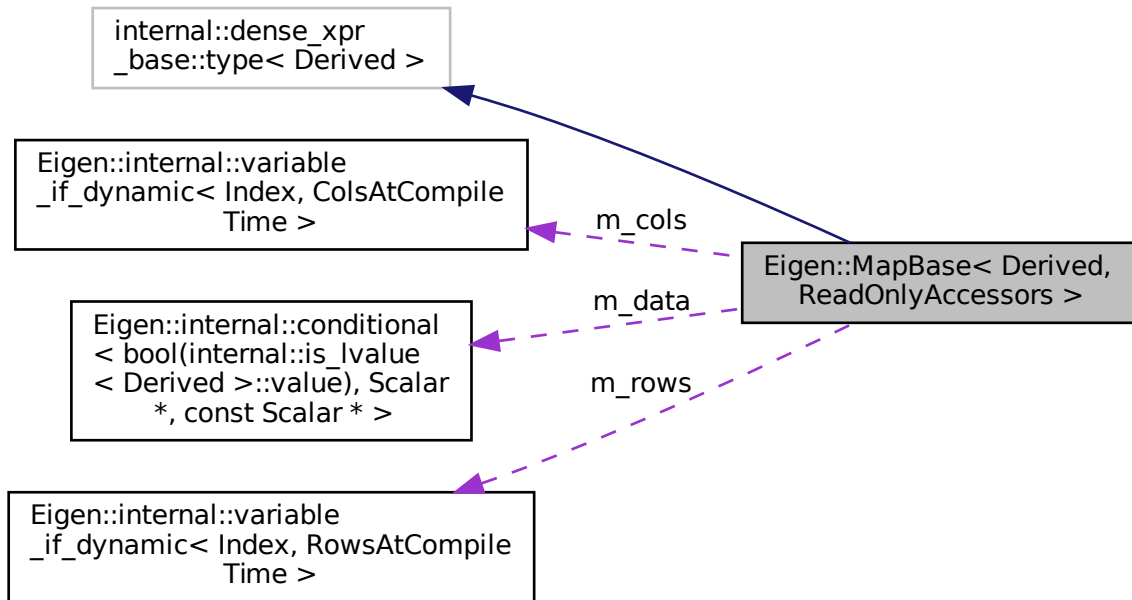 internal::dense_xpr
_base::type< Derived >
Eigen::internal::variable
_if_dynamic< Index, ColsAtCompile
Time >
m_cols
Eigen::MapBase< Derived,
ReadOnlyAccessors >
Eigen::internal::conditional
< bool(internal::is_lvalue
< Derived >::value), Scalar
*, const Scalar * >
m_data
m_rows
Eigen::internal::variable
_if_dynamic< Index, RowsAtCompile
Time >